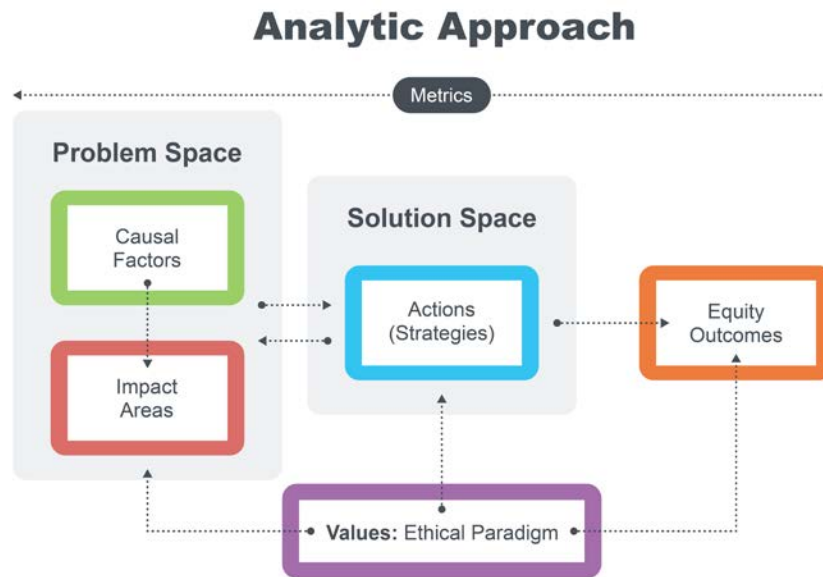 Analytic Approach
Metrics
Problem Space
Causal
Factors
Impact
Areas
Solution Space
Actions
(Strategies)
Equity
Outcomes
Values: Ethical Paradigm